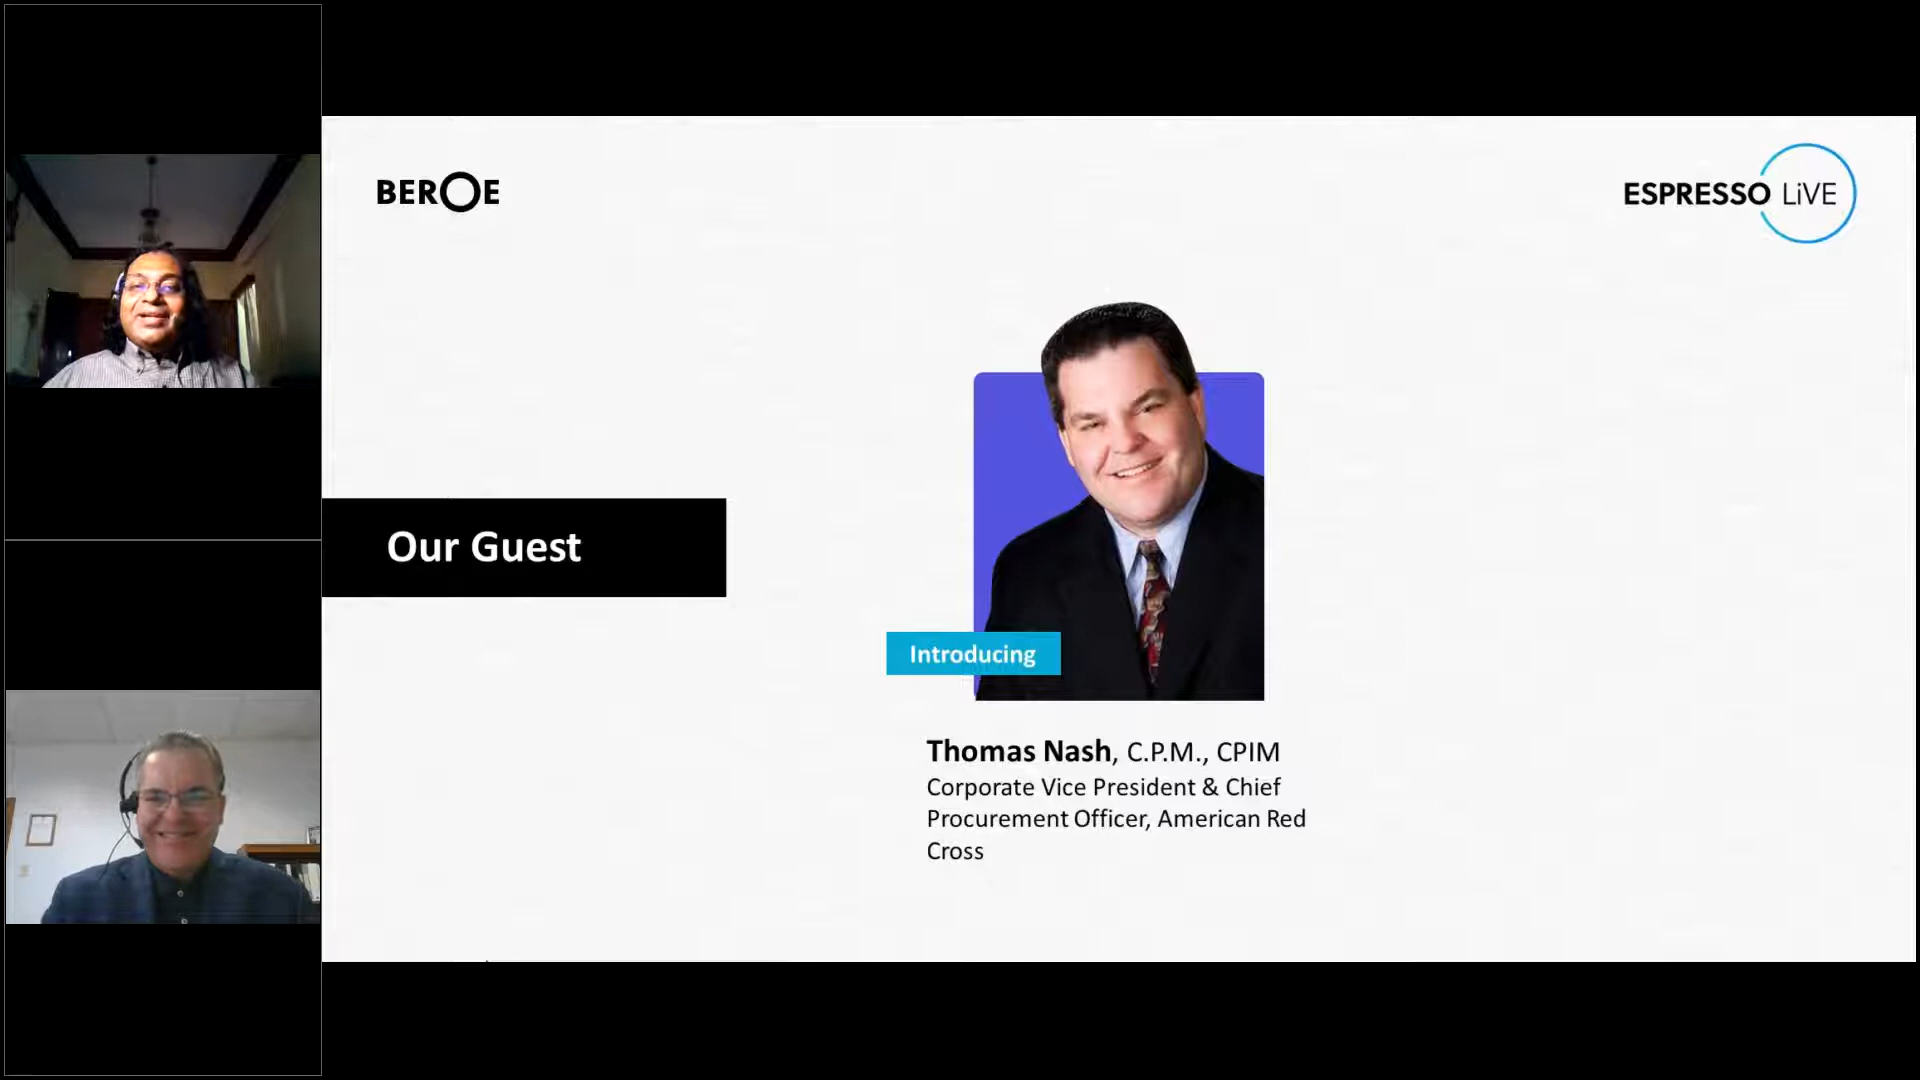 BEROE
ESPRESSO LiVE
Our Guest
Introducing
Thomas Nash, C.P.M., CPIM
Corporate Vice President & Chief
Procurement Officer, American Red
Cross